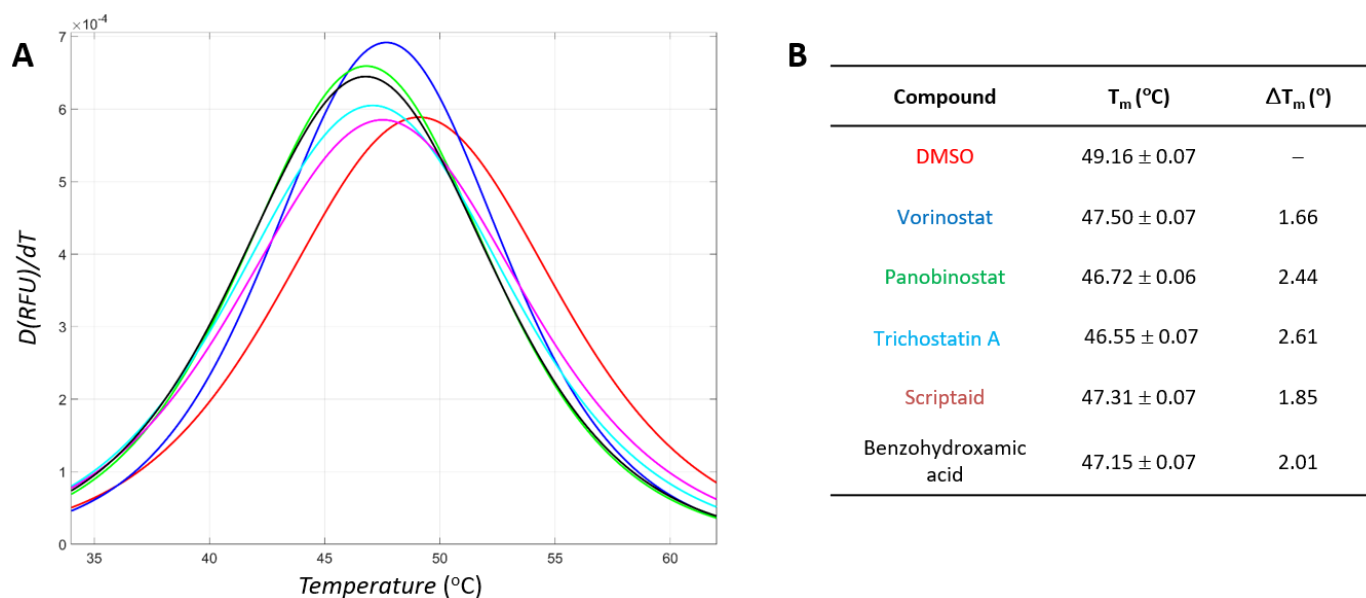 A
×10⁻⁴
7
6
5
4
3
2
1
0
D(RFU)/dT
35 40 45 50 55 60
Temperature (°C)
B
Compound Tₘ (°C) ΔTₘ (°)
DMSO 49.16 ± 0.07 –
Vorinostat 47.50 ± 0.07 1.66
Panobinostat 46.72 ± 0.06 2.44
Trichostatin A 46.55 ± 0.07 2.61
Scriptaid 47.31 ± 0.07 1.85
Benzohydroxamic
acid 47.15 ± 0.07 2.01